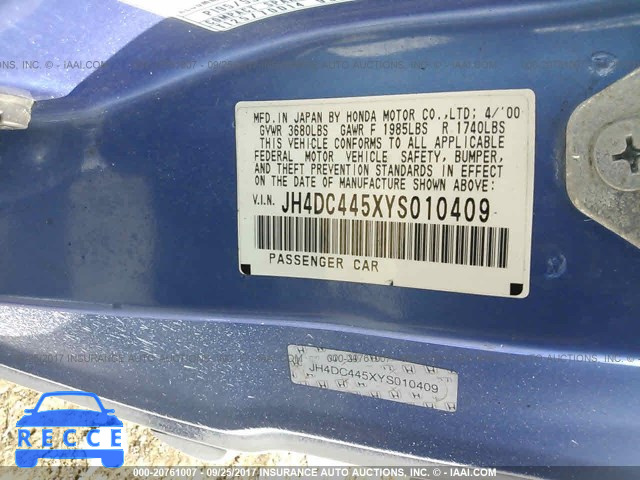 MFD.IN JAPAN BY HONDA MOTOR CO.,LTD; 4/'00
GVWR 3680LBS GAWR F 1985LBS R 1740LBS
THIS VEHICLE CONFORMS TO ALL APPLICABLE
FEDERAL MOTOR VEHICLE SAFETY, BUMPER,
AND THEFT PREVENTION STANDARDS IN EFFECT ON
THE DATE OF MANUFACTURE SHOWN ABOVE:
V.I.N. JH4DC445XYS010409
PASSENGER CAR
JH4DC445XYS010409
000-20761007 - 09/25/2017 INSURANCE AUTO AUCTIONS, INC. - © IAAI.COM